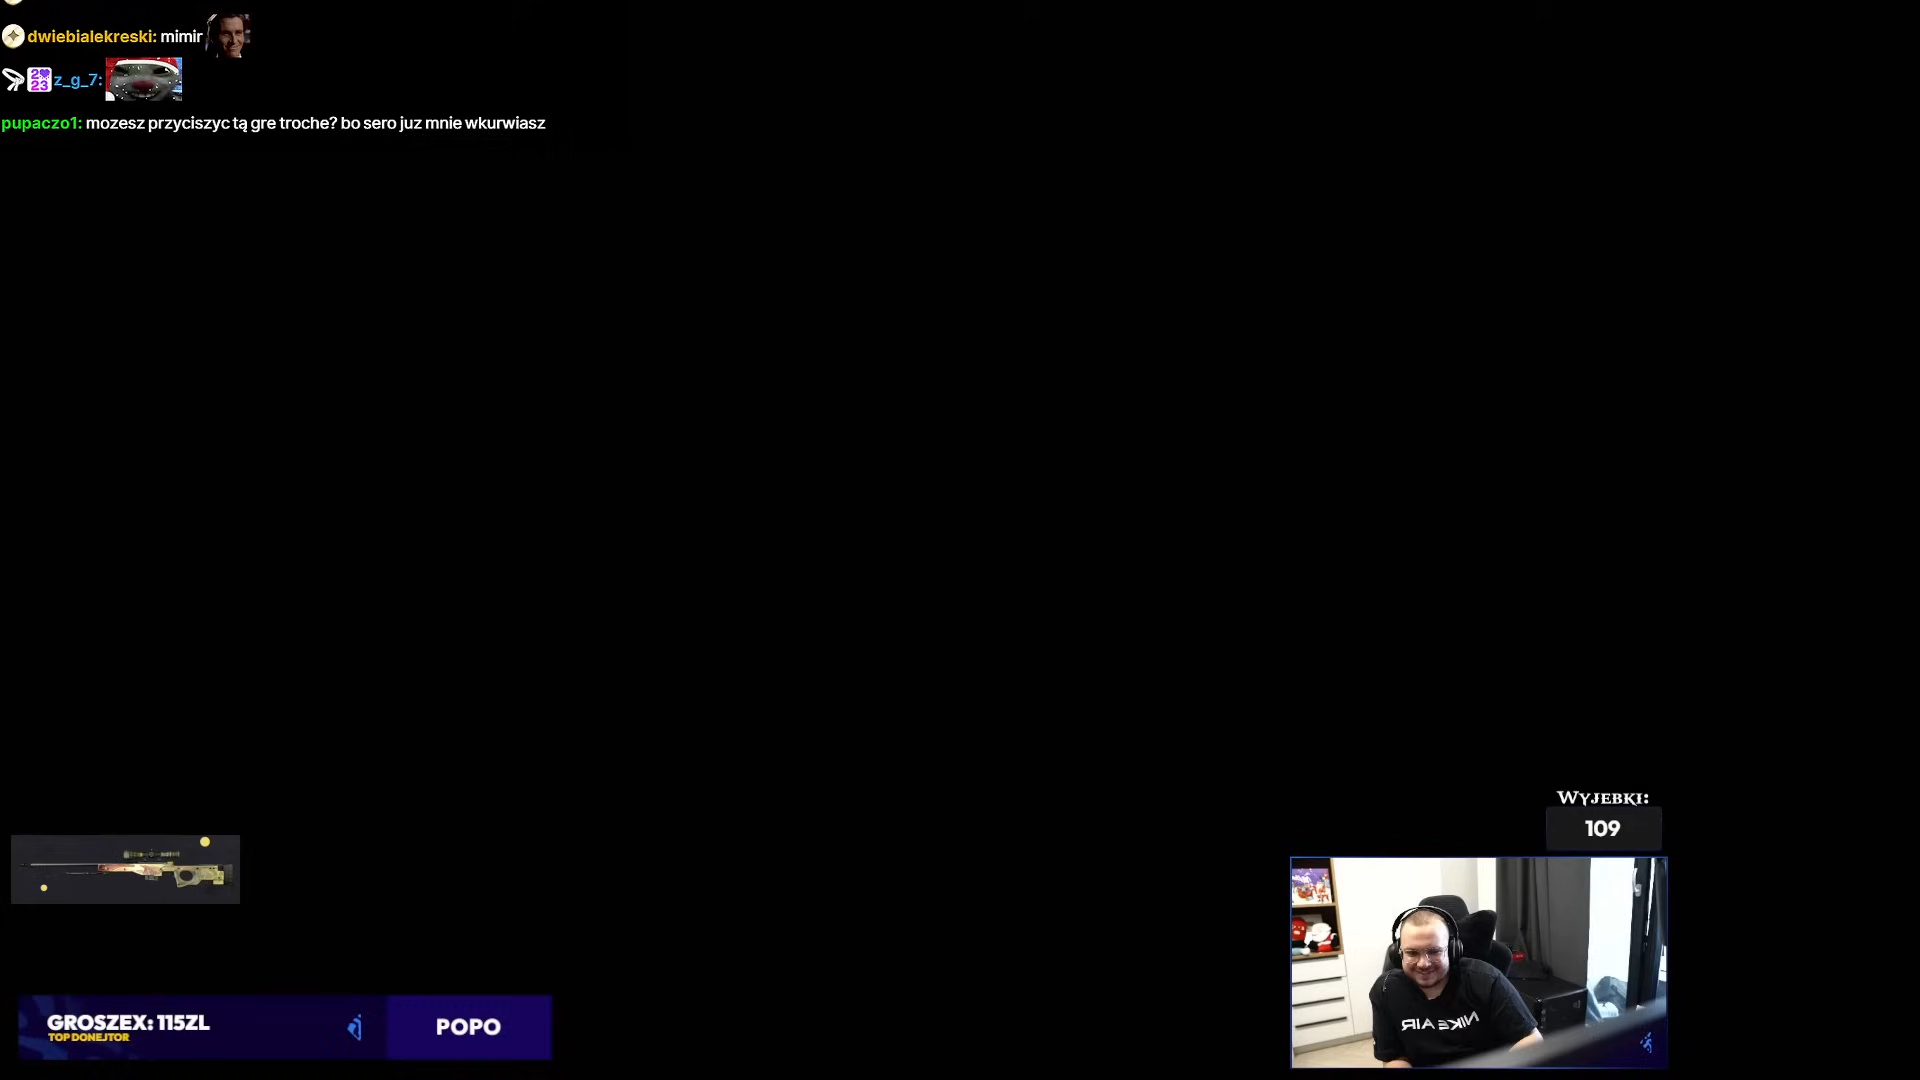 dwiebialekreski: mimir
2023 z_g_7:
pupaczo1: mozesz przyciszyc tą gre troche? bo sero juz mnie wkurwiasz
WYJEBKI:
109
NIKE AIR
GROSZEX: 115ZL
TOP DONEJTOR
POPO